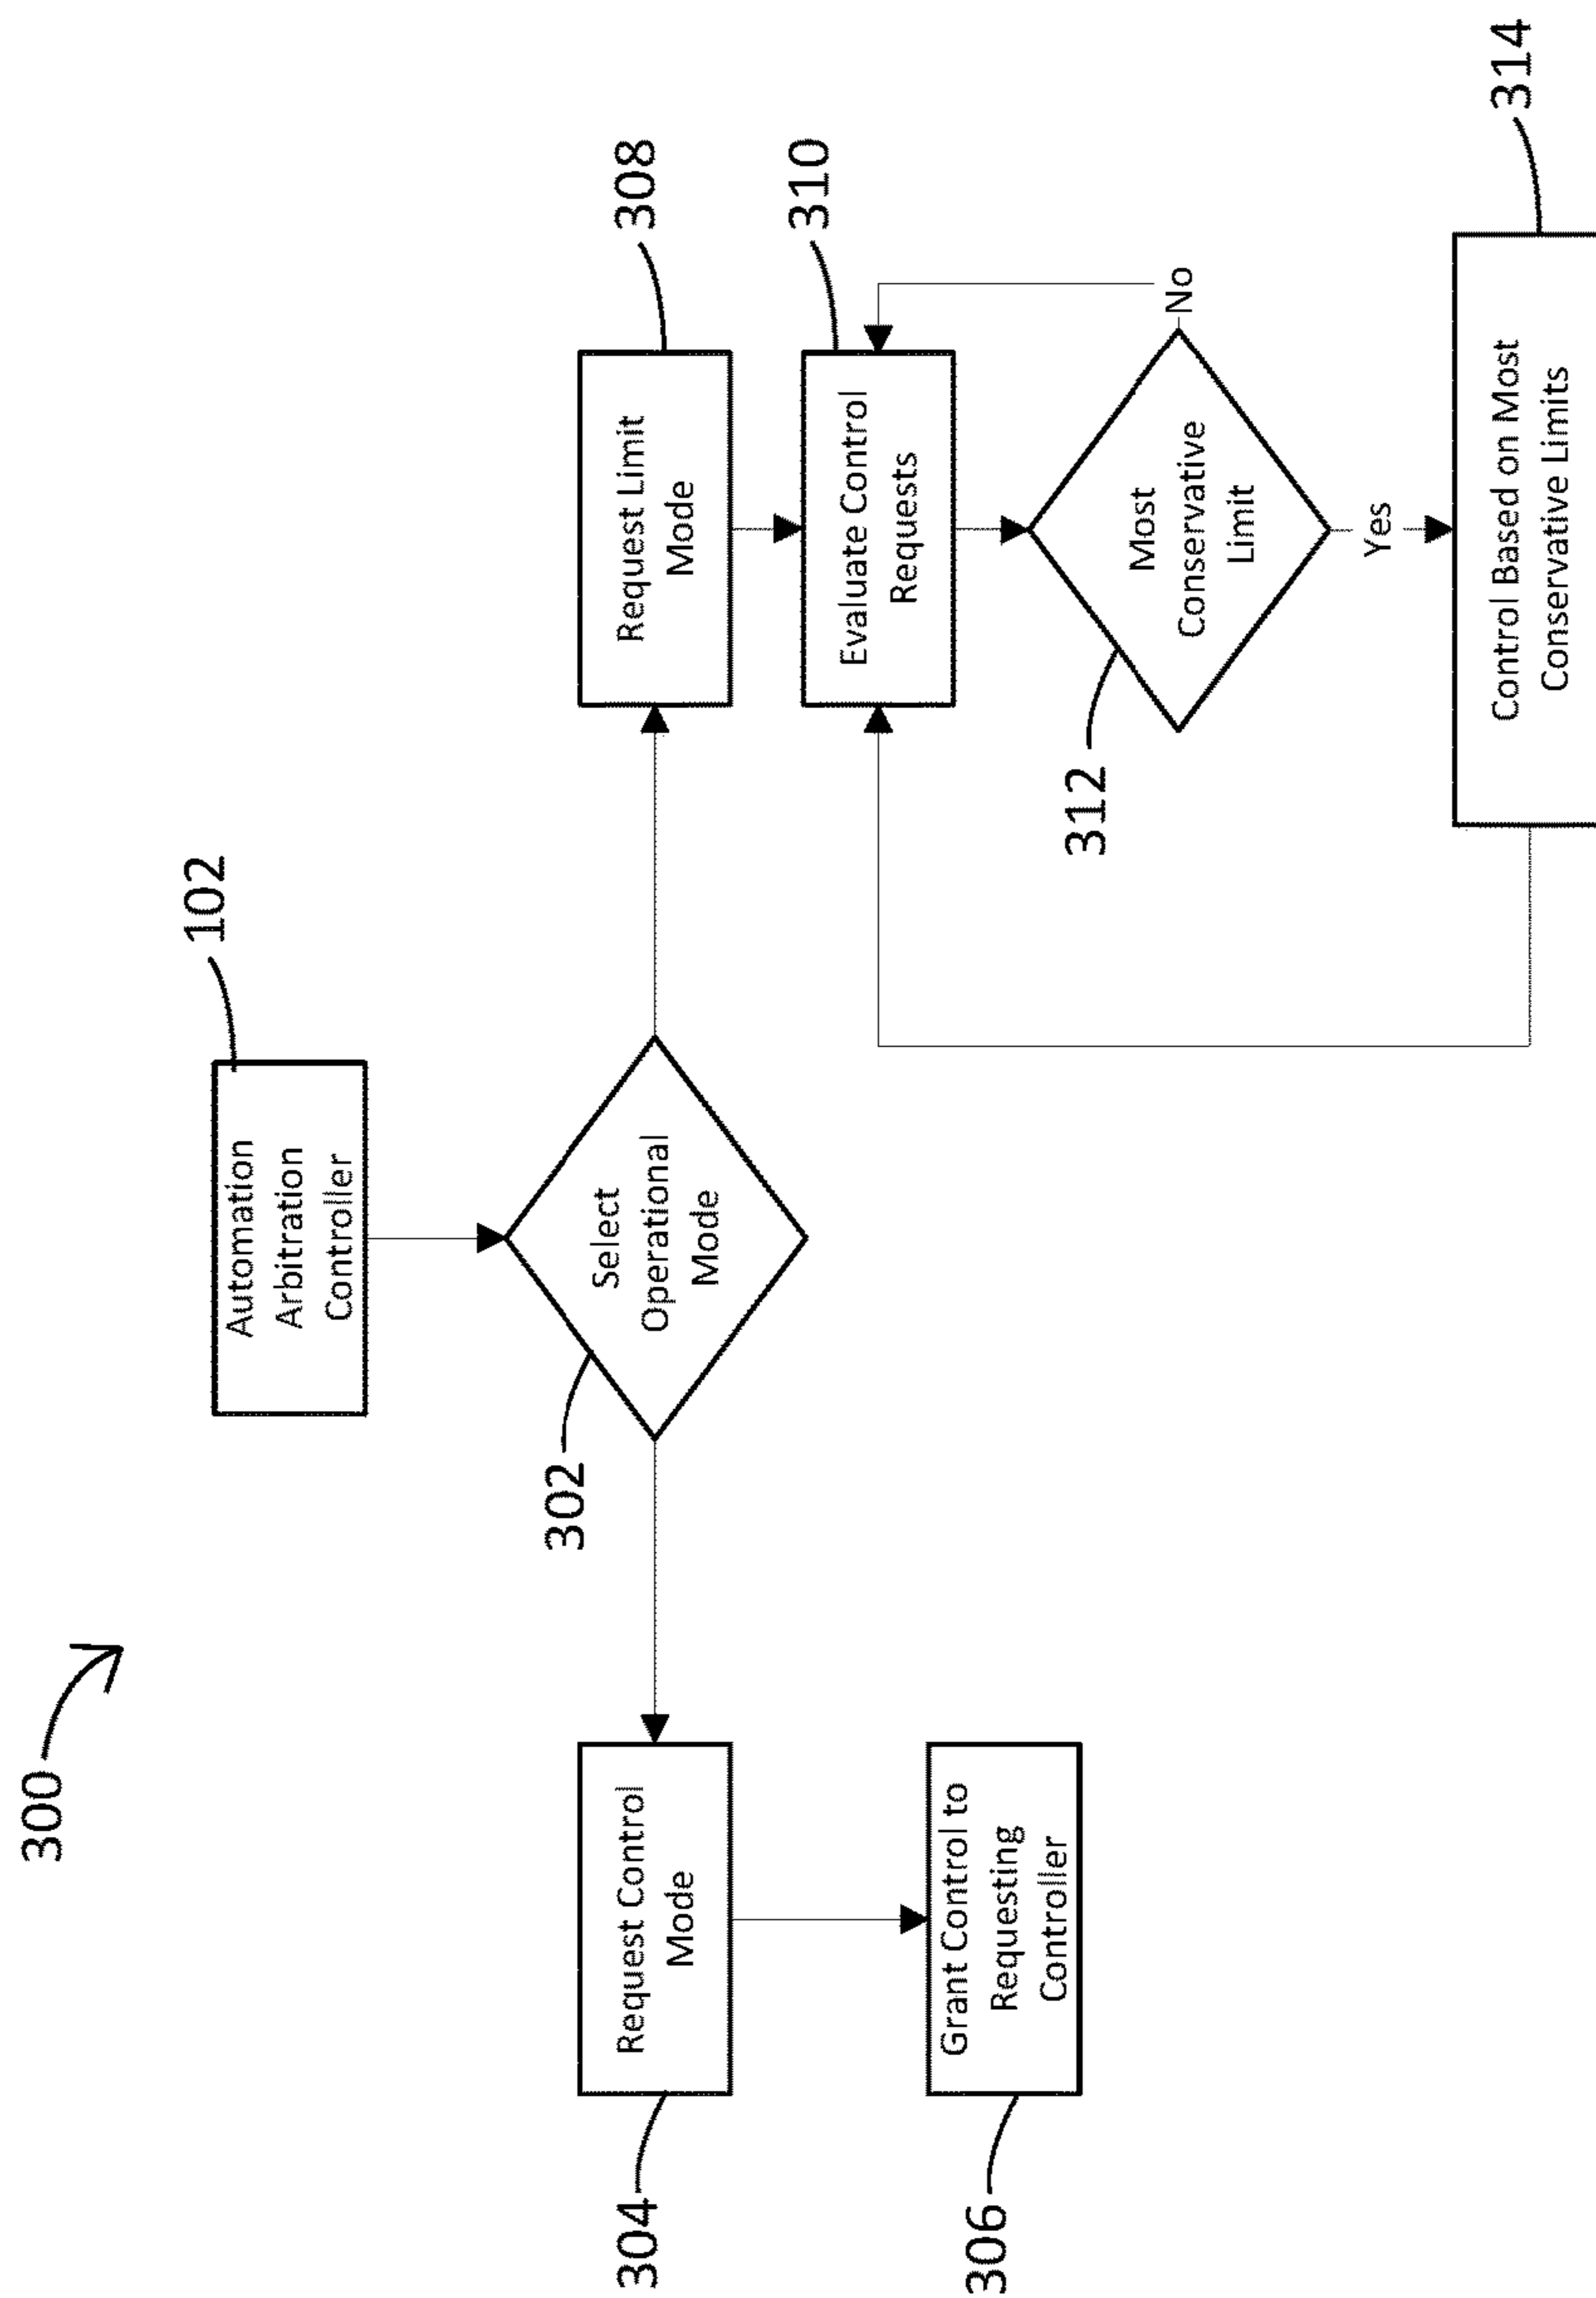 300
102
Automation
Arbitration
Controller
302
Select
Operational
Mode
304
Request Control
Mode
306
Grant Control to
Requesting
Controller
308
Request Limit
Mode
310
Evaluate Control
Requests
312
Most
Conservative
Limit
No
Yes
314
Control Based on Most
Conservative Limits